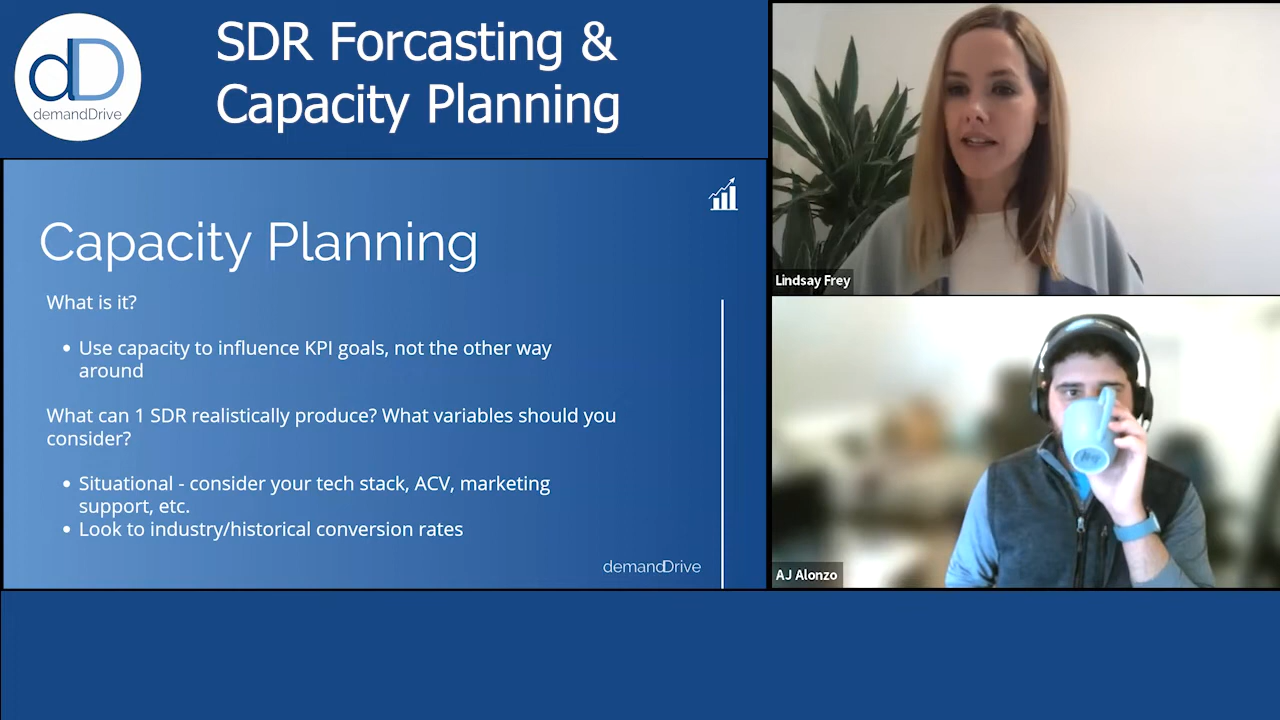 dD
demandDrive
SDR Forcasting &
Capacity Planning
Capacity Planning
What is it?
• Use capacity to influence KPI goals, not the other way
around
What can 1 SDR realistically produce? What variables should you
consider?
• Situational - consider your tech stack, ACV, marketing
support, etc.
• Look to industry/historical conversion rates
demandDrive
Lindsay Frey
AJ Alonzo